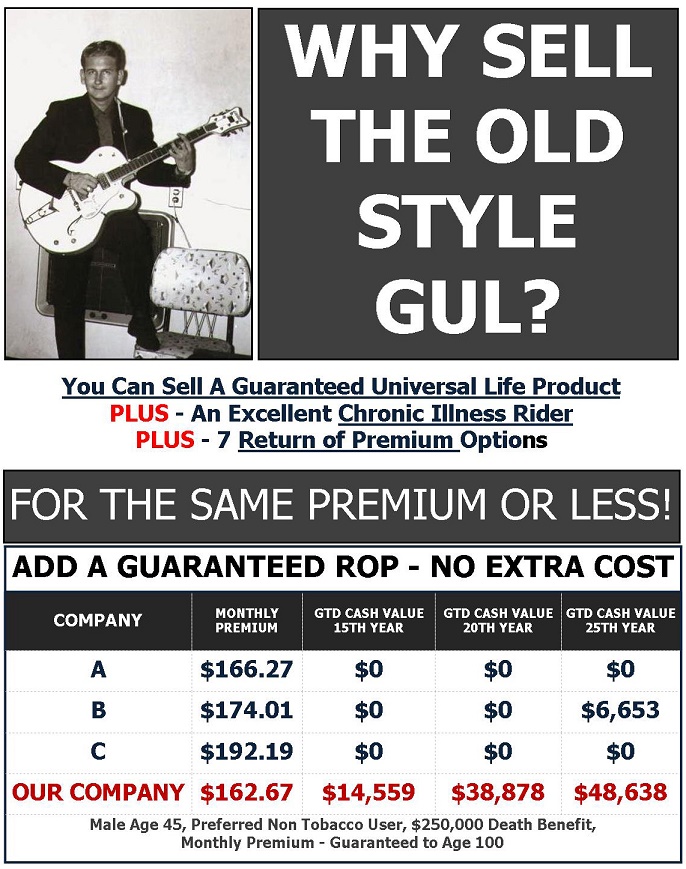 WHY SELL
THE OLD
STYLE
GUL?
You Can Sell A Guaranteed Universal Life Product
PLUS - An Excellent Chronic Illness Rider
PLUS - 7 Return of Premium Options
FOR THE SAME PREMIUM OR LESS!
ADD A GUARANTEED ROP - NO EXTRA COST
COMPANY MONTHLY PREMIUM GTD CASH VALUE 15TH YEAR GTD CASH VALUE 20TH YEAR GTD CASH VALUE 25TH YEAR
A $166.27 $0 $0 $0
B $174.01 $0 $0 $6,653
C $192.19 $0 $0 $0
OUR COMPANY $162.67 $14,559 $38,878 $48,638
Male Age 45, Preferred Non Tobacco User, $250,000 Death Benefit,
Monthly Premium - Guaranteed to Age 100